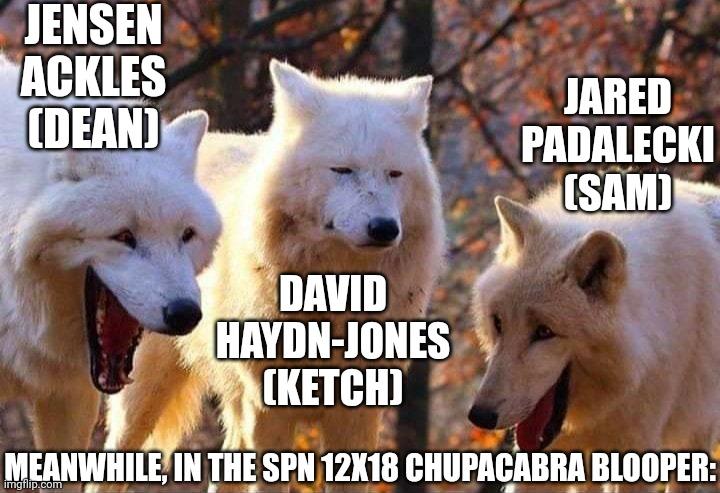 JENSEN
ACKLES
(DEAN)
JARED
PADALECKI
(SAM)
DAVID
HAYDN-JONES
(KETCH)
MEANWHILE, IN THE SPN 12X18 CHUPACABRA BLOOPER:
imgflip.com